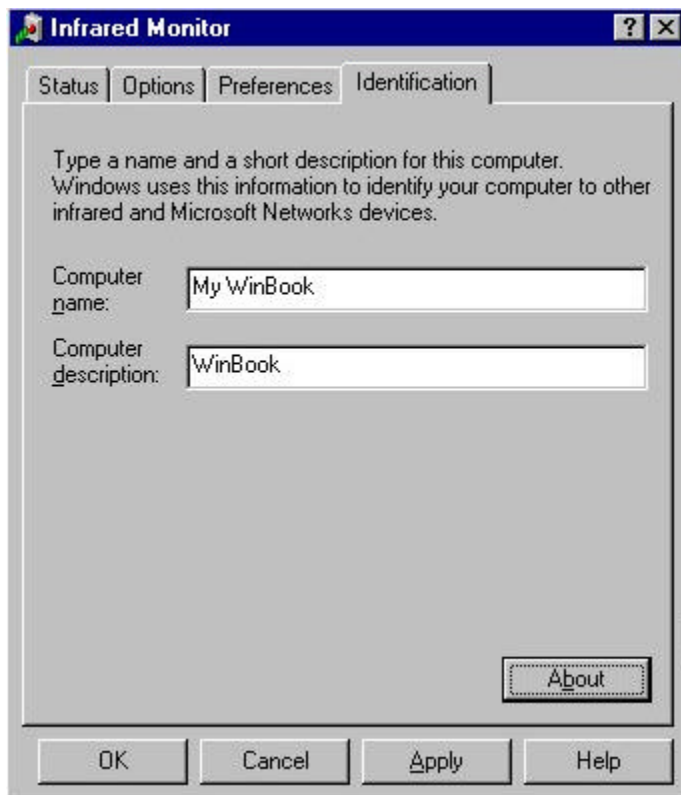 Infrared Monitor
Status Options Preferences Identification
Type a name and a short description for this computer.
Windows uses this information to identify your computer to other
infrared and Microsoft Networks devices.
Computer
name:
My WinBook
Computer
description:
WinBook
About
OK Cancel Apply Help